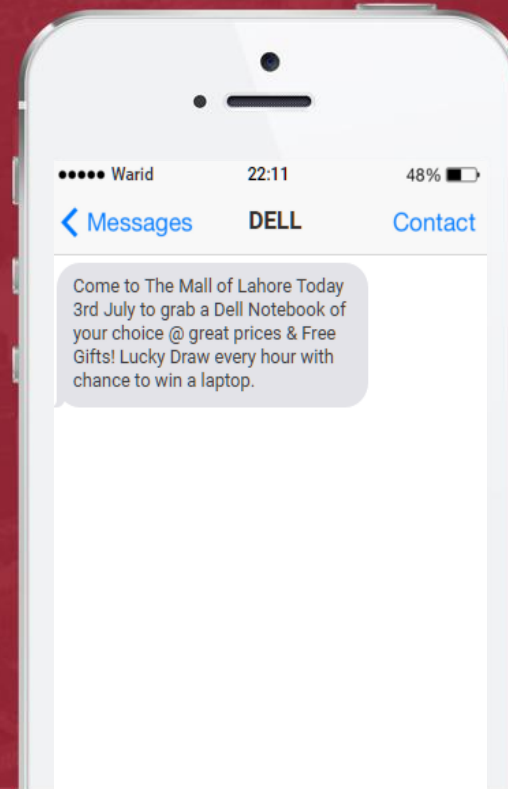 ●●●●● Warid 22:11 48%
Messages DELL Contact
Come to The Mall of Lahore Today
3rd July to grab a Dell Notebook of
your choice @ great prices & Free
Gifts! Lucky Draw every hour with
chance to win a laptop.